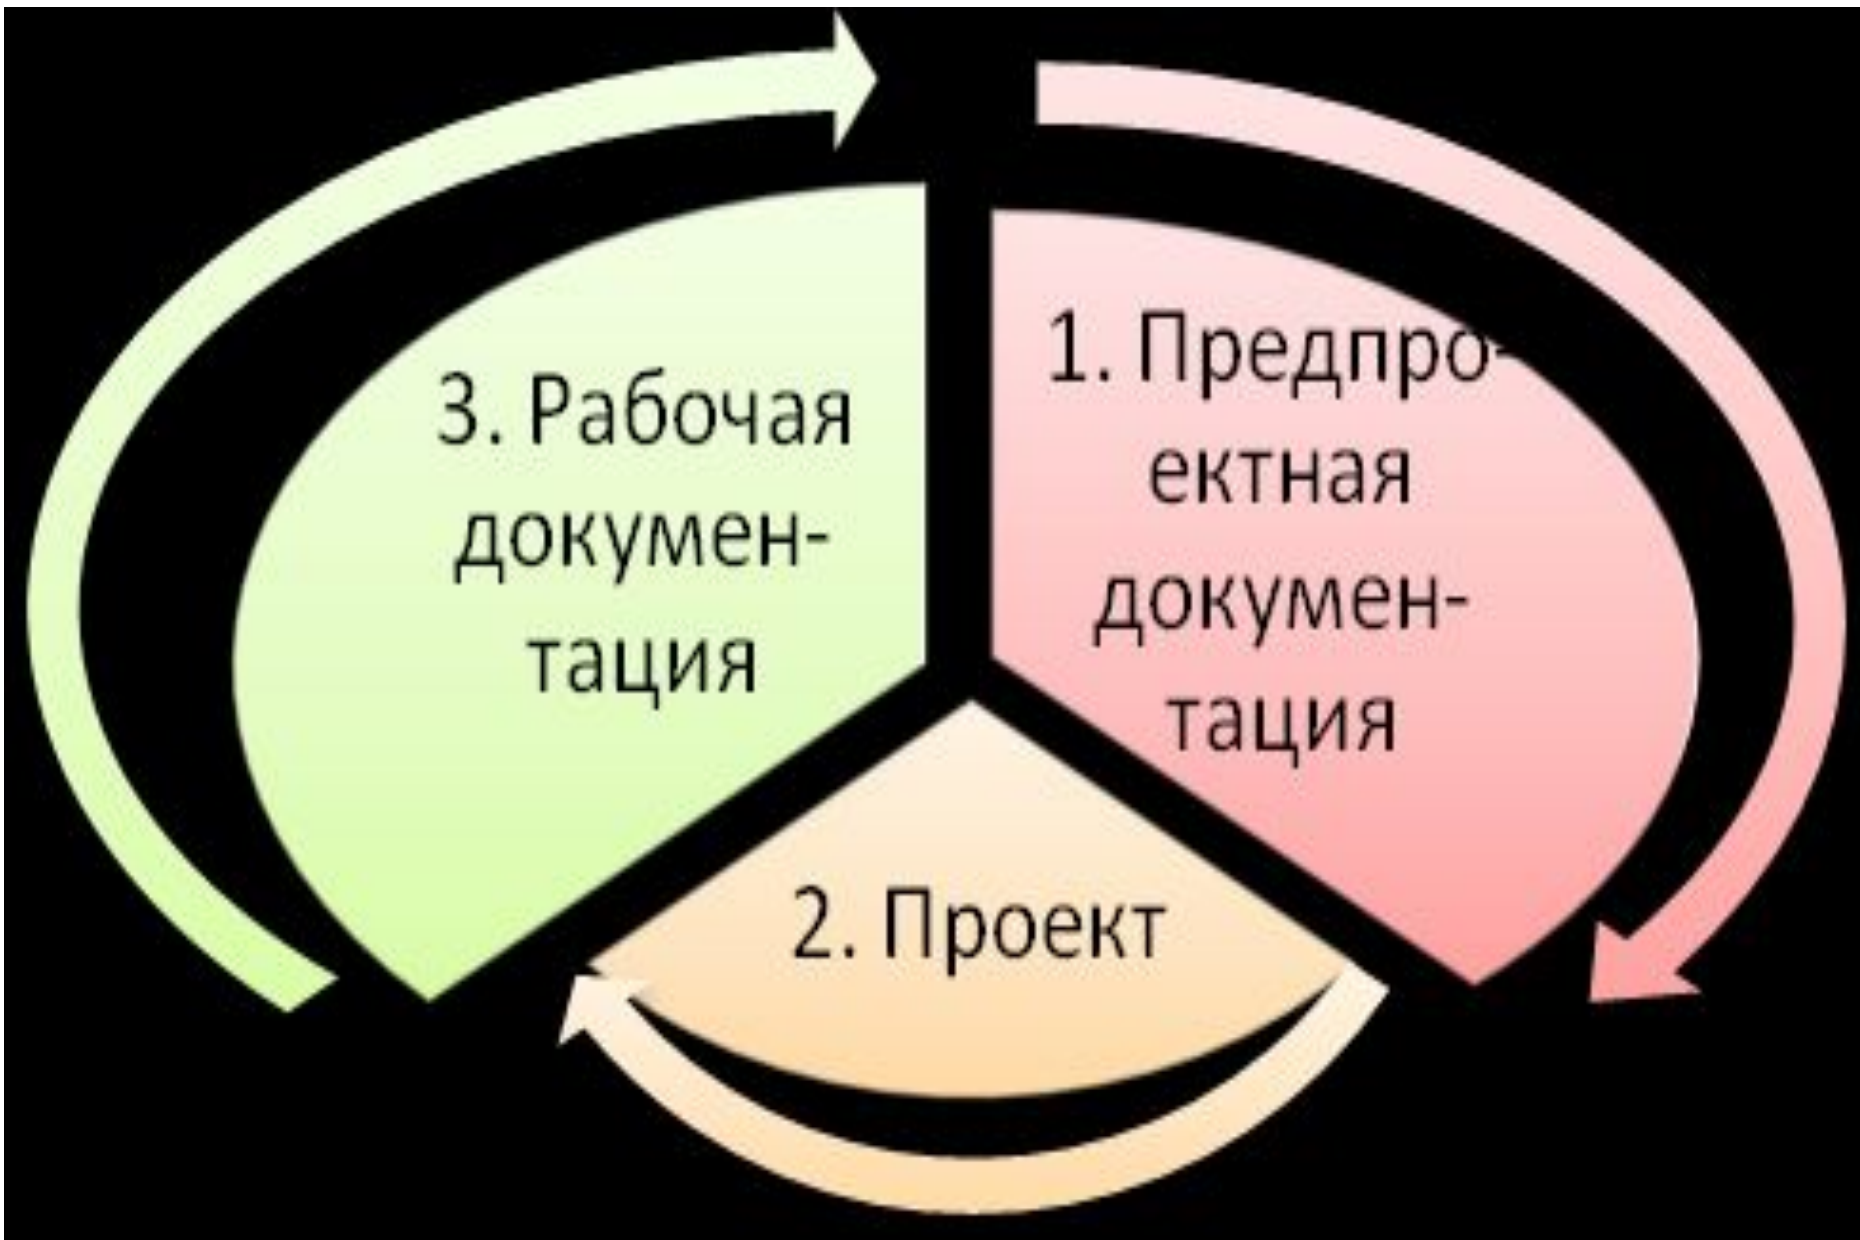 1. Предпро-
ектная
докумен-
тация
2. Проект
3. Рабочая
докумен-
тация